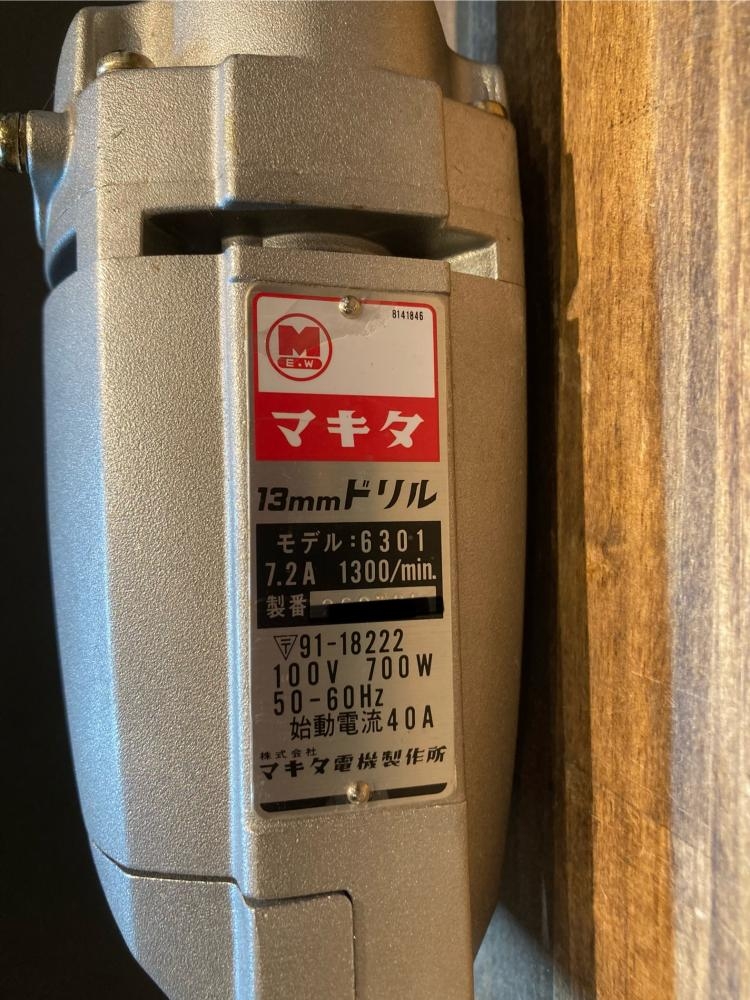 8141846
M
E.W
マキタ
13mmドリル
モデル:6301
7.2A 1300/min.
製番
〒91-18222
100V 700W
50-60Hz
始動電流40A
株式会社
マキタ電機製作所